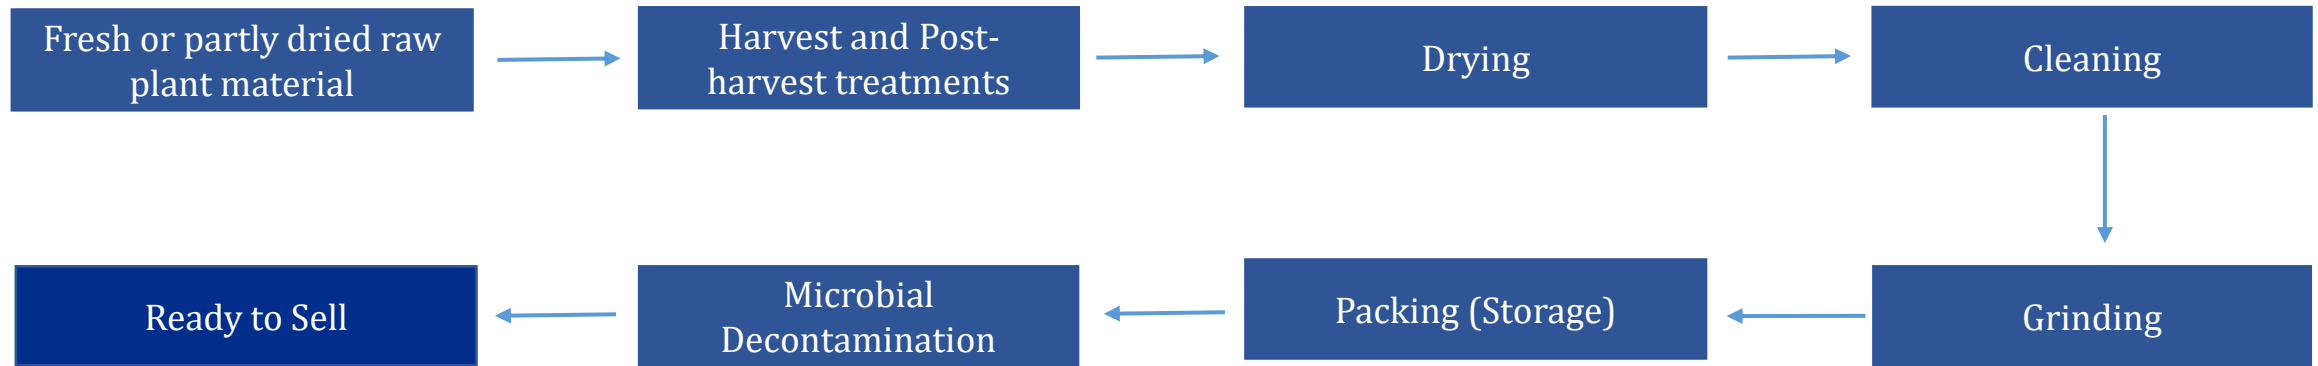 Fresh or partly dried raw
plant material
Harvest and Post-
harvest treatments
Drying
Cleaning
Grinding
Packing (Storage)
Microbial
Decontamination
Ready to Sell